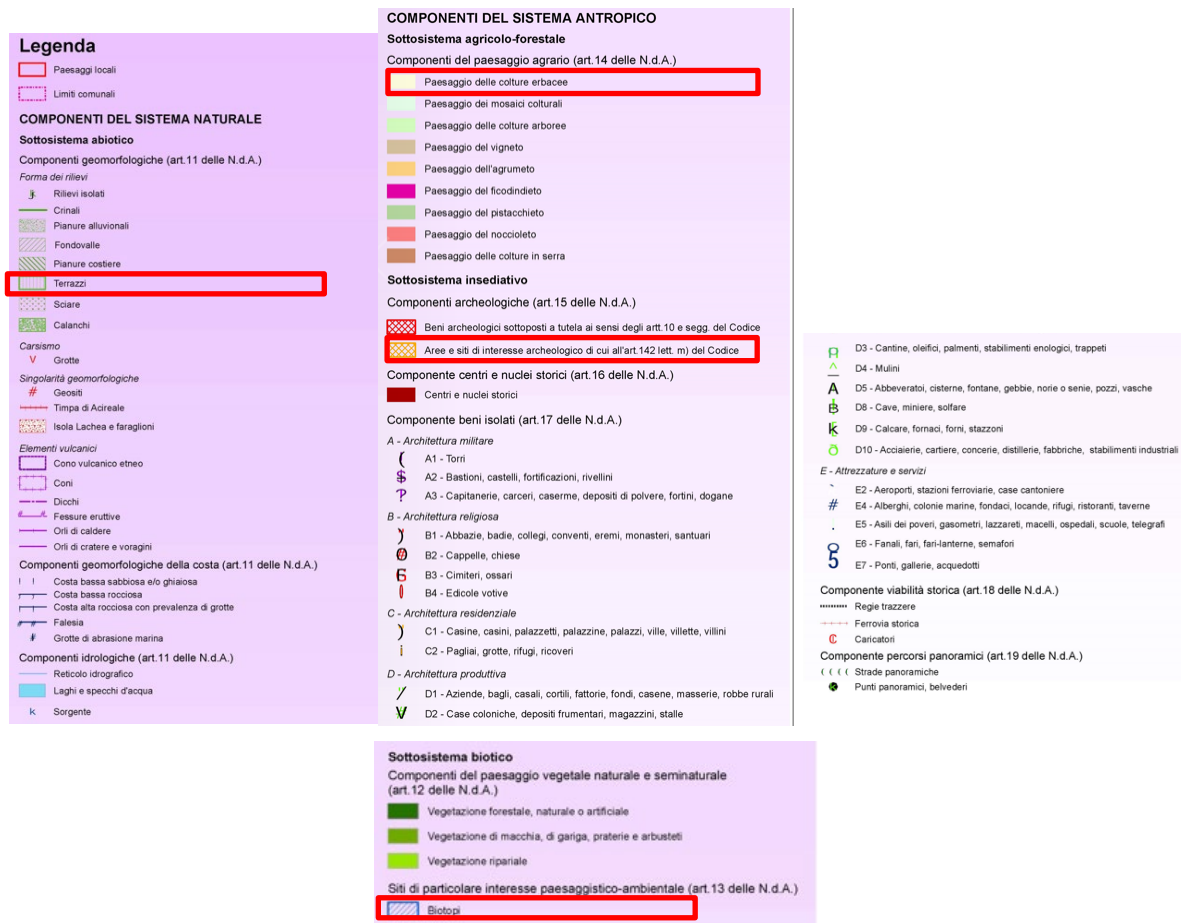 Legenda
Paesaggi locali
Limiti comunali
COMPONENTI DEL SISTEMA NATURALE
Sottosistema abiotico
Componenti geomorfologiche (art.11 delle N.d.A.)
Forma dei rilievi
Rilievi isolati
Crinali
Pianure alluvionali
Fondovalle
Pianure costiere
Terrazzi
Sciare
Calanchi
Carsismo
V Grotte
Singolarità geomorfologiche
# Geositi
Timpa di Acireale
Isola Lachea e faraglioni
Elementi vulcanici
Cono vulcanico etneo
Coni
Dicchi
Fessure eruttive
Orli di caldere
Orli di cratere e voragini
Componenti geomorfologiche della costa (art.11 delle N.d.A.)
Costa bassa sabbiosa e/o ghiaiosa
Costa bassa rocciosa
Costa alta rocciosa con prevalenza di grotte
Falesia
Grotte di abrasione marina
Componenti idrologiche (art.11 delle N.d.A.)
Reticolo idrografico
Laghi e specchi d'acqua
k Sorgente
COMPONENTI DEL SISTEMA ANTROPICO
Sottosistema agricolo-forestale
Componenti del paesaggio agrario (art.14 delle N.d.A.)
Paesaggio delle colture erbacee
Paesaggio dei mosaici colturali
Paesaggio delle colture arboree
Paesaggio del vigneto
Paesaggio dell'agrumeto
Paesaggio del ficodindieto
Paesaggio del pistacchieto
Paesaggio del noccioleto
Paesaggio delle colture in serra
Sottosistema insediativo
Componenti archeologiche (art.15 delle N.d.A.)
Beni archeologici sottoposti a tutela ai sensi degli artt.10 e segg. del Codice
Aree e siti di interesse archeologico di cui all'art.142 lett. m) del Codice
Componente centri e nuclei storici (art.16 delle N.d.A.)
Centri e nuclei storici
Componente beni isolati (art.17 delle N.d.A.)
A - Architettura militare
A1 - Torri
A2 - Bastioni, castelli, fortificazioni, rivellini
A3 - Capitanerie, carceri, caserme, depositi di polvere, fortini, dogane
B - Architettura religiosa
B1 - Abbazie, badie, collegi, conventi, eremi, monasteri, santuari
B2 - Cappelle, chiese
B3 - Cimiteri, ossari
B4 - Edicole votive
C - Architettura residenziale
C1 - Casine, casini, palazzetti, palazzine, palazzi, ville, villette, villini
C2 - Pagliai, grotte, rifugi, ricoveri
D - Architettura produttiva
D1 - Aziende, bagli, casali, cortili, fattorie, fondi, casene, masserie, robbe rurali
D2 - Case coloniche, depositi frumentari, magazzini, stalle
D3 - Cantine, oleifici, palmenti, stabilimenti enologici, trappeti
D4 - Mulini
D5 - Abbeveratoi, cisterne, fontane, gebbie, norie o senie, pozzi, vasche
D8 - Cave, miniere, solfare
D9 - Calcare, fornaci, forni, stazzoni
D10 - Acciaierie, cartiere, concerie, distillerie, fabbriche, stabilimenti industriali
E - Attrezzature e servizi
E2 - Aeroporti, stazioni ferroviarie, case cantoniere
# E4 - Alberghi, colonie marine, fondaci, locande, rifugi, ristoranti, taverne
E5 - Asili dei poveri, gasometri, lazzareti, macelli, ospedali, scuole, telegrafi
E6 - Fanali, fari, fari-lanterne, semafori
5 E7 - Ponti, gallerie, acquedotti
Componente viabilità storica (art.18 delle N.d.A.)
Regie trazzere
Ferrovia storica
Caricatori
Componente percorsi panoramici (art.19 delle N.d.A.)
Strade panoramiche
Punti panoramici, belvederi
Sottosistema biotico
Componenti del paesaggio vegetale naturale e seminaturale
(art.12 delle N.d.A.)
Vegetazione forestale, naturale o artificiale
Vegetazione di macchia, di gariga, praterie e arbusteti
Vegetazione ripariale
Siti di particolare interesse paesaggistico-ambientale (art.13 delle N.d.A.)
Biotopi